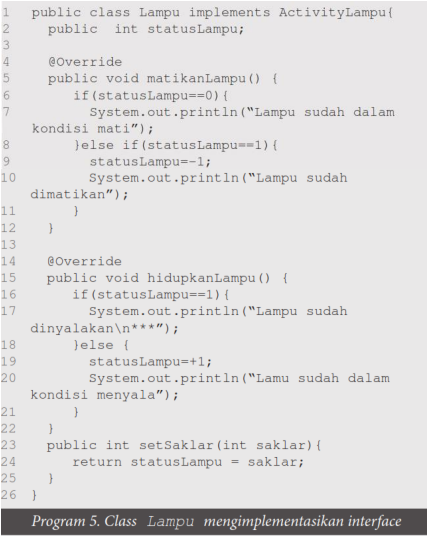 1 public class Lampu implements ActivityLampu{
2 public  int statusLampu;
3
4 @Override
5 public void matikanLampu() {
6 if(statusLampu==0){
7 System.out.println(“Lampu sudah dalam
kondisi mati”);
8 }else if(statusLampu==1){
9 statusLampu=-1;
10 System.out.println(“Lampu sudah
dimatikan”);
11 }
12 }
13
14 @Override
15 public void hidupkanLampu() {
16 if(statusLampu==1){
17 System.out.println(“Lampu sudah
dinyalakan\n***”);
18 }else {
19 statusLampu=+1;
20 System.out.println(“Lamu sudah dalam
kondisi menyala”);
21 }
22 }
23 public int setSaklar(int saklar){
24 return statusLampu = saklar;
25 }
26 }
Program 5. Class Lampu mengimplementasikan interface